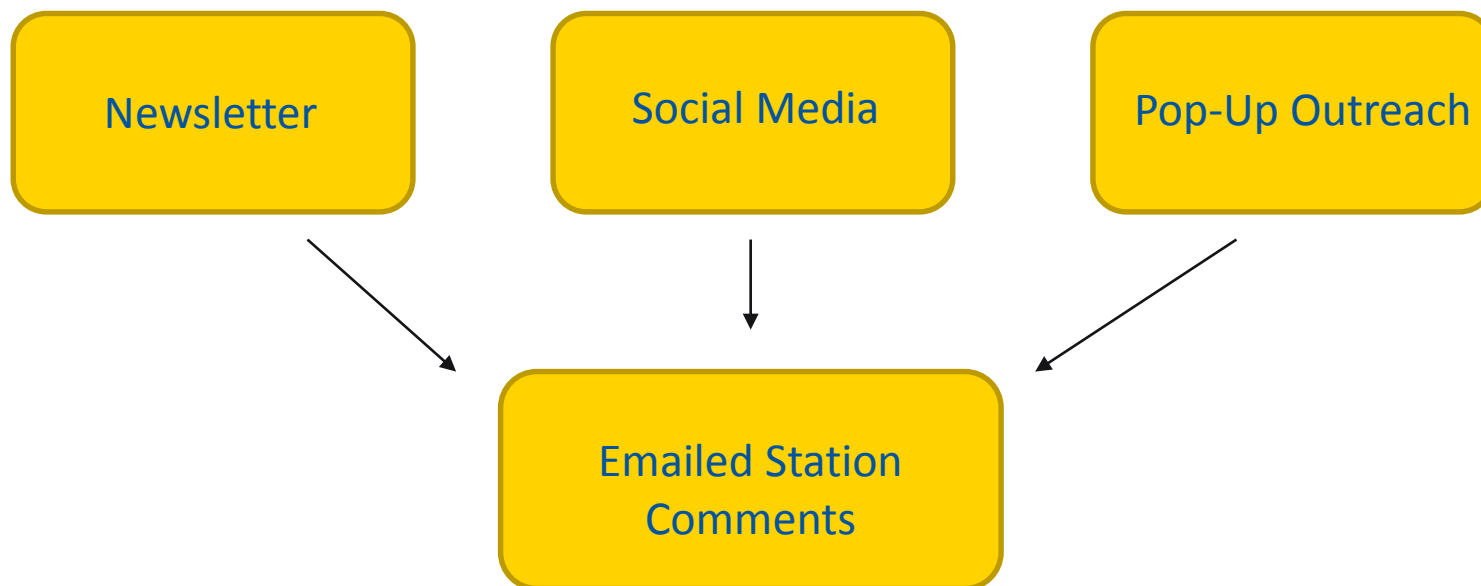 Newsletter
Social Media
Pop-Up Outreach
Emailed Station
Comments